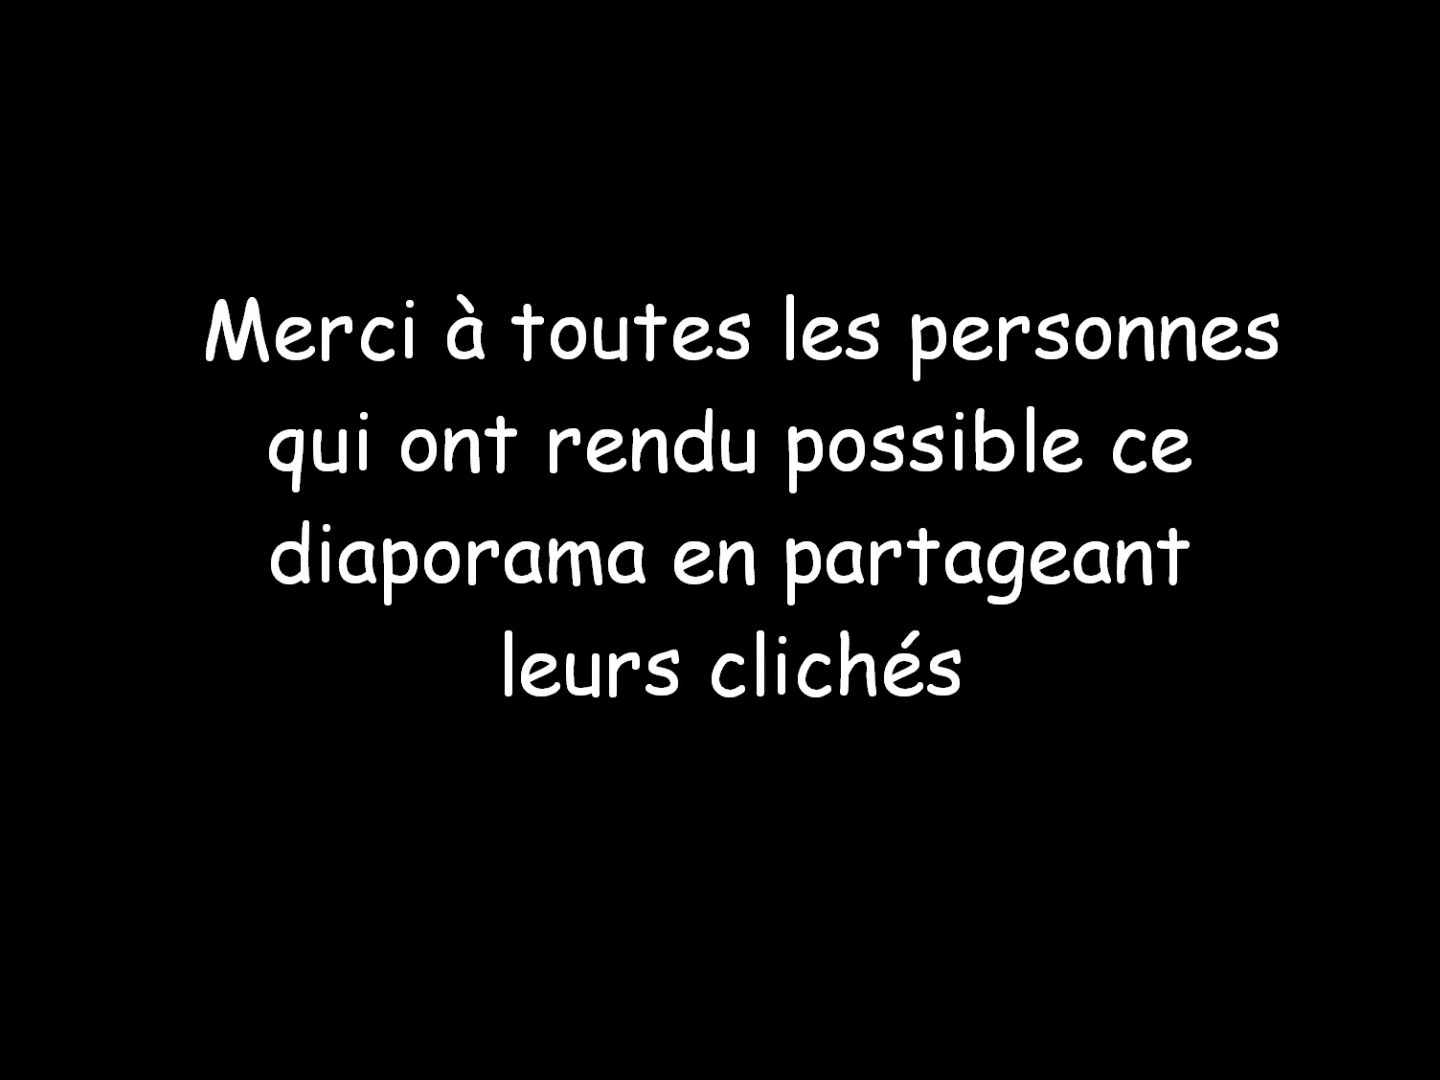 Merci à toutes les personnes
qui ont rendu possible ce
diaporama en partageant
leurs clichés